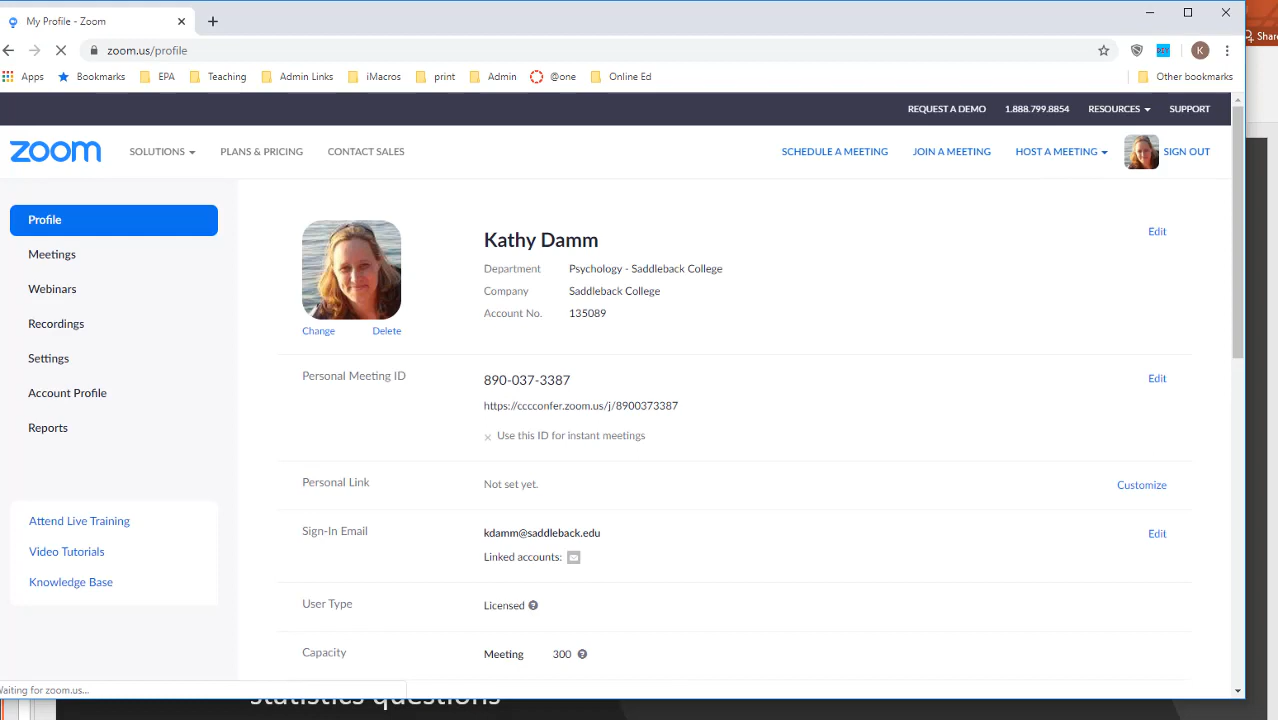 My Profile - Zoom
Share
zoom.us/profile
K
Apps Bookmarks EPA Teaching Admin Links iMacros print Admin @one Online Ed Other bookmarks
REQUEST A DEMO 1.888.799.8854 RESOURCES SUPPORT
zoom SOLUTIONS PLANS & PRICING CONTACT SALES SCHEDULE A MEETING JOIN A MEETING HOST A MEETING SIGN OUT
Profile
Meetings
Webinars
Recordings
Settings
Account Profile
Reports
Attend Live Training
Video Tutorials
Knowledge Base
Kathy Damm Edit
Department Psychology - Saddleback College
Company Saddleback College
Account No. 135089
Change Delete
Personal Meeting ID 890-037-3387 Edit
https://cccconfer.zoom.us/j/8900373387
× Use this ID for instant meetings
Personal Link Not set yet. Customize
Sign-In Email kdamm@saddleback.edu Edit
Linked accounts:
User Type Licensed
Capacity Meeting 300
Waiting for zoom.us...
statistics questions